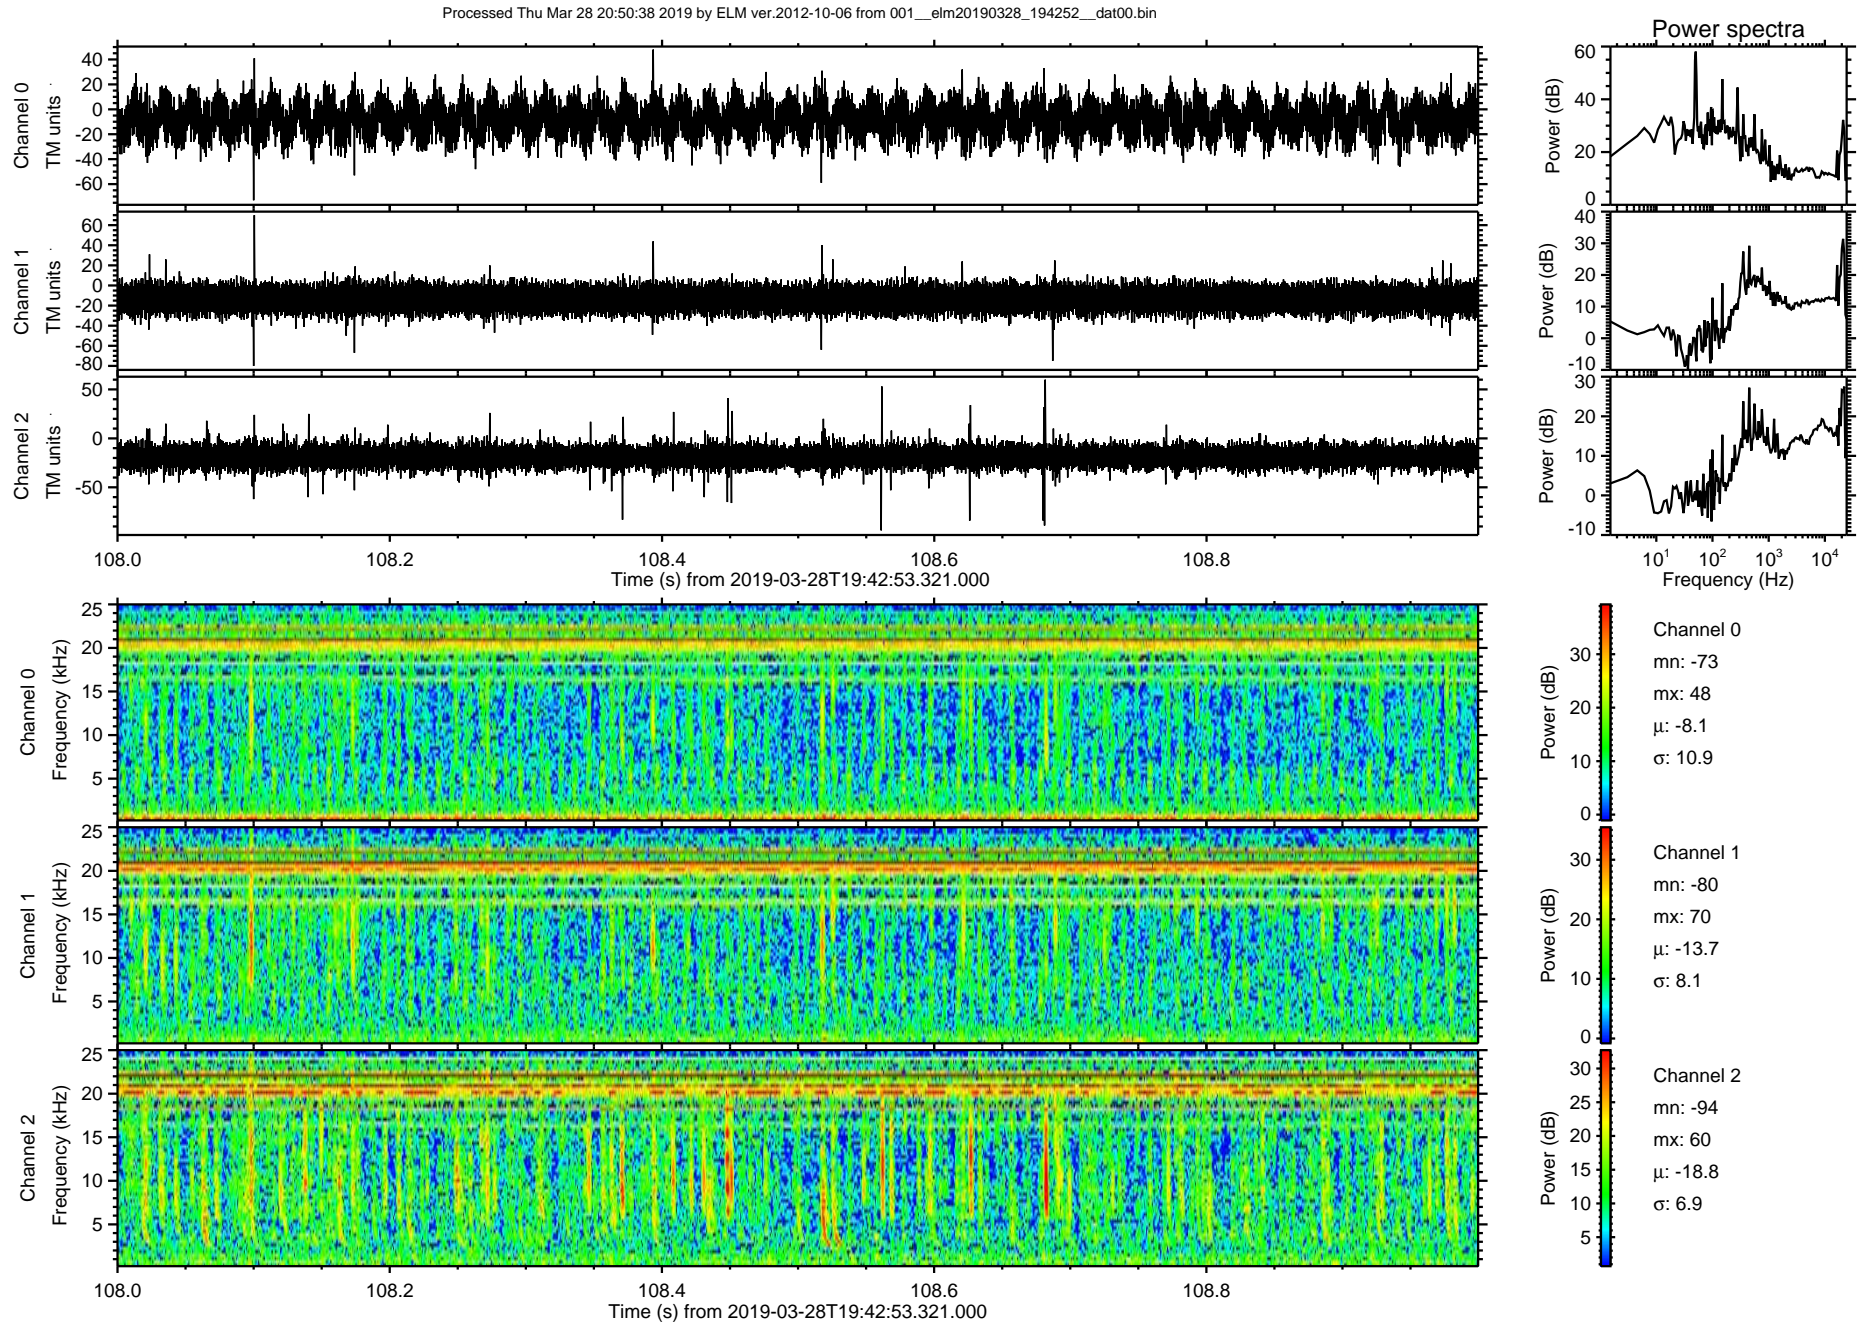 Processed Thu Mar 28 20:50:38 2019 by ELM ver.2012-10-06 from 001__elm20190328_194252__dat00.bin
Power spectra
Channel 0
TM units
40
20
0
-20
-40
-60
Power (dB)
60
40
20
0
Channel 1
TM units
60
40
20
0
-20
-40
-60
-80
Power (dB)
40
30
20
10
0
-10
Channel 2
TM units
50
0
-50
Power (dB)
30
20
10
0
-10
108.0
108.2
108.4
108.6
108.8
Time (s) from 2019-03-28T19:42:53.321.000
10^1
10^2
10^3
10^4
Frequency (Hz)
Channel 0
Frequency (kHz)
25
20
15
10
5
Power (dB)
30
20
10
0
Channel 0
mn: -73
mx: 48
μ: -8.1
σ: 10.9
Channel 1
Frequency (kHz)
25
20
15
10
5
Power (dB)
30
20
10
0
Channel 1
mn: -80
mx: 70
μ: -13.7
σ: 8.1
Channel 2
Frequency (kHz)
25
20
15
10
5
Power (dB)
30
25
20
15
10
5
Channel 2
mn: -94
mx: 60
μ: -18.8
σ: 6.9
108.0
108.2
108.4
108.6
108.8
Time (s) from 2019-03-28T19:42:53.321.000